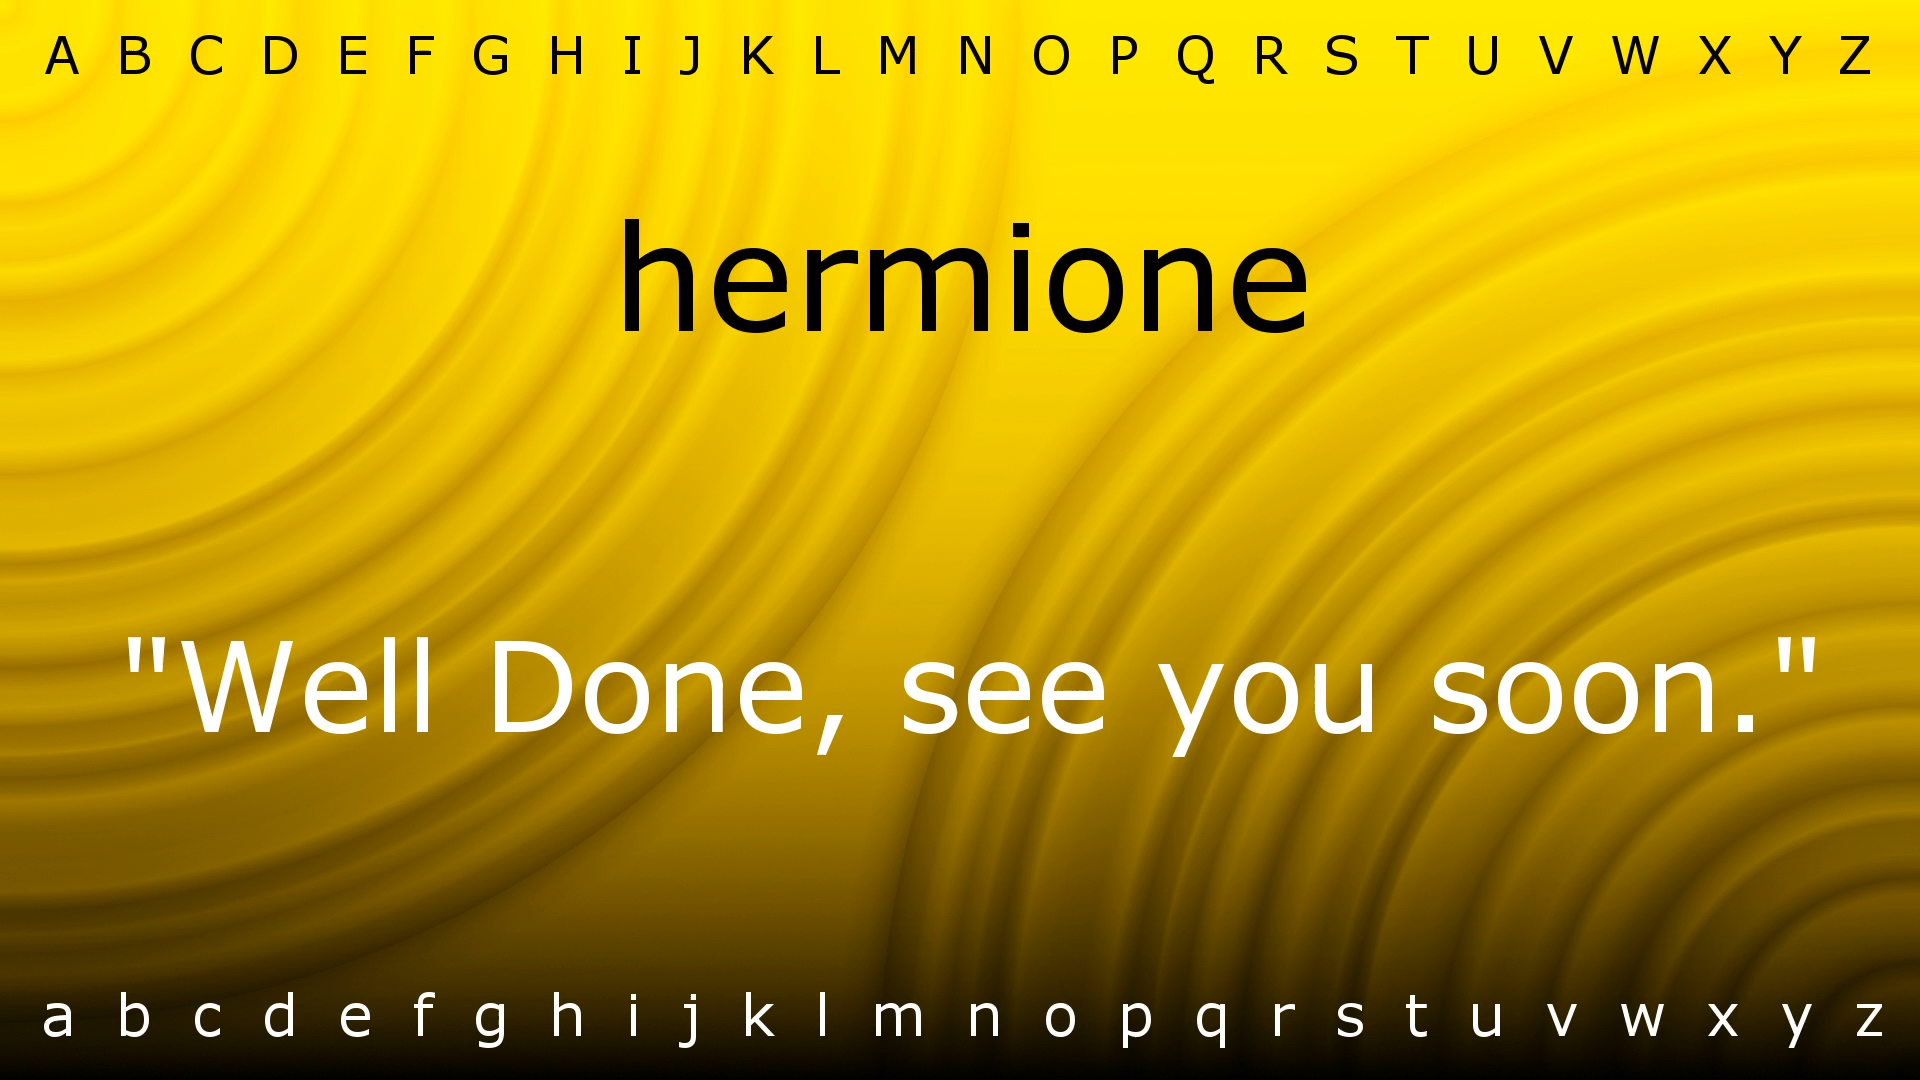 A B C D E F G H I J K L M N O P Q R S T U V W X Y Z
hermione
"Well Done, see you soon."
a b c d e f g h i j k l m n o p q r s t u v w x y z